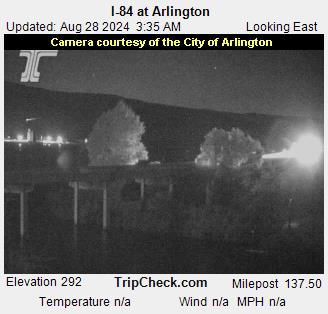 I-84 at Arlington
Updated: Aug 28 2024 3:35 AM Looking East
Camera courtesy of the City of Arlington
Elevation 292 TripCheck.com Milepost 137.50
Temperature n/a Wind n/a MPH n/a